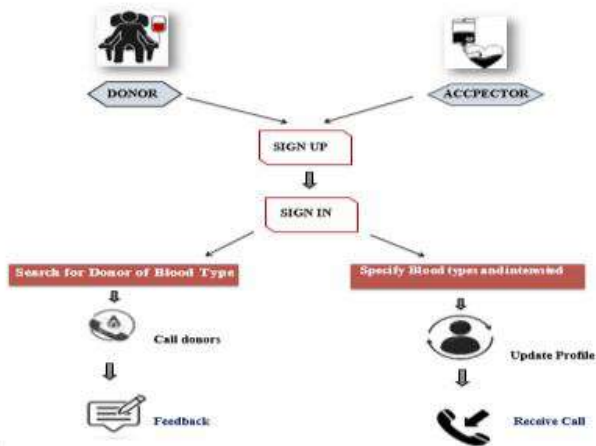 DONOR
ACCPECTOR
SIGN UP
SIGN IN
Search for Donor of Blood Type
Specify Blood types and interested
Call donors
Update Profile
Feedback
Receive Call